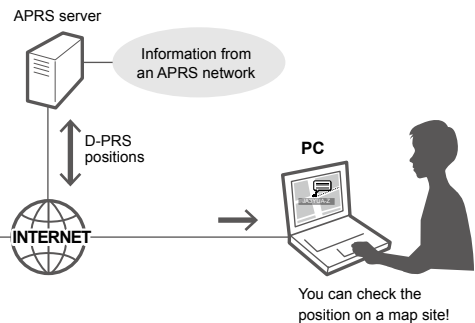 APRS server
Information from
an APRS network
D-PRS
positions
PC
INTERNET
You can check the
position on a map site!